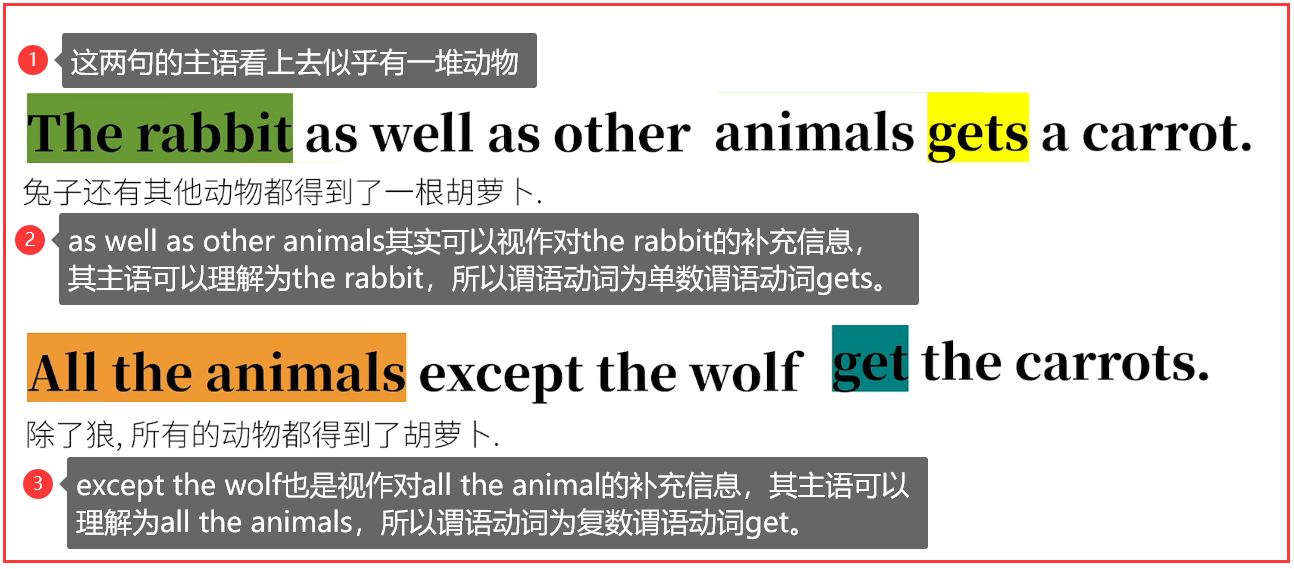 1 这两句的主语看上去似乎有一堆动物
The rabbit as well as other animals gets a carrot.
兔子还有其他动物都得到了一根胡萝卜.
2 as well as other animals其实可以视作对the rabbit的补充信息，
其主语可以理解为the rabbit，所以谓语动词为单数谓语动词gets。
All the animals except the wolf get the carrots.
除了狼, 所有的动物都得到了胡萝卜.
3 except the wolf也是视作对all the animal的补充信息，其主语可以
理解为all the animals，所以谓语动词为复数谓语动词get。